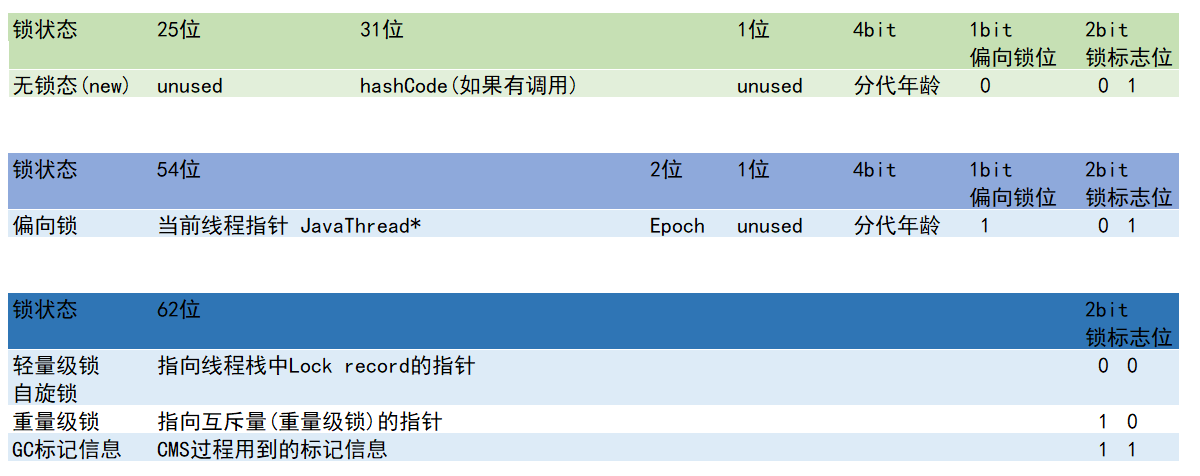 锁状态 25位 31位 1位 4bit 1bit 2bit
偏向锁位 锁标志位
无锁态(new) unused hashCode(如果有调用) unused 分代年龄 0 0 1
锁状态 54位 2位 1位 4bit 1bit 2bit
偏向锁位 锁标志位
偏向锁 当前线程指针 JavaThread* Epoch unused 分代年龄 1 0 1
锁状态 62位 2bit
锁标志位
轻量级锁 指向线程栈中Lock record的指针 0 0
自旋锁
重量级锁 指向互斥量(重量级锁)的指针 1 0
GC标记信息 CMS过程用到的标记信息 1 1